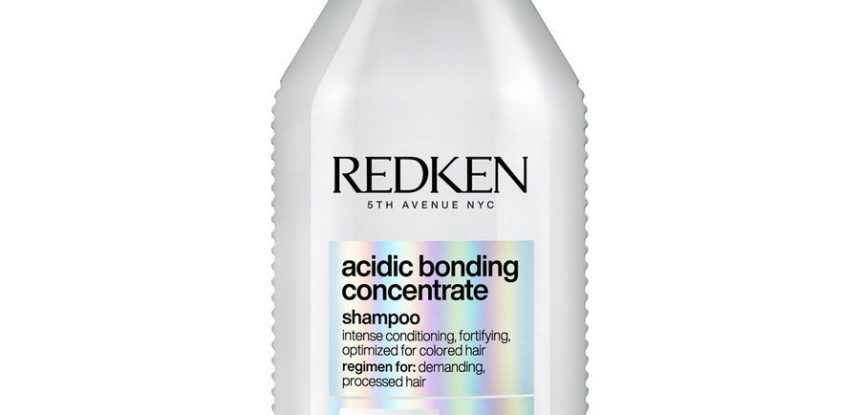 REDKEN
5TH AVENUE NYC
acidic bonding
concentrate
shampoo
intense conditioning, fortifying,
optimized for colored hair
regimen for: demanding,
processed hair